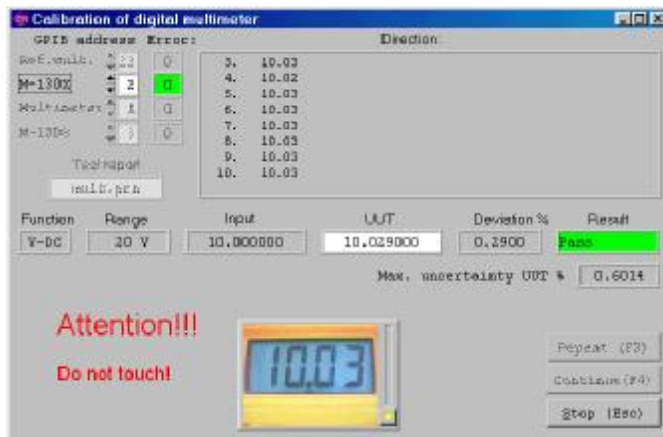 Calibration of digital multimeter
GPIB address Error: Direction:
Ref.mult. 22 0
M-130% 2 0
Multimeter 0
M-130% 3 0
3. 10.03
4. 10.02
5. 10.03
6. 10.03
7. 10.03
8. 10.03
9. 10.03
10. 10.03
Test report
mult.prn
Function Range Input UUT Deviation % Result
V-DC 20 V 10.000000 10.029000 0.2900 Pass
Max. uncertainty UUT % 0.6014
Attention!!!
Do not touch!
10.03
Repeat (F3)
Continue (F4)
Stop (Esc)